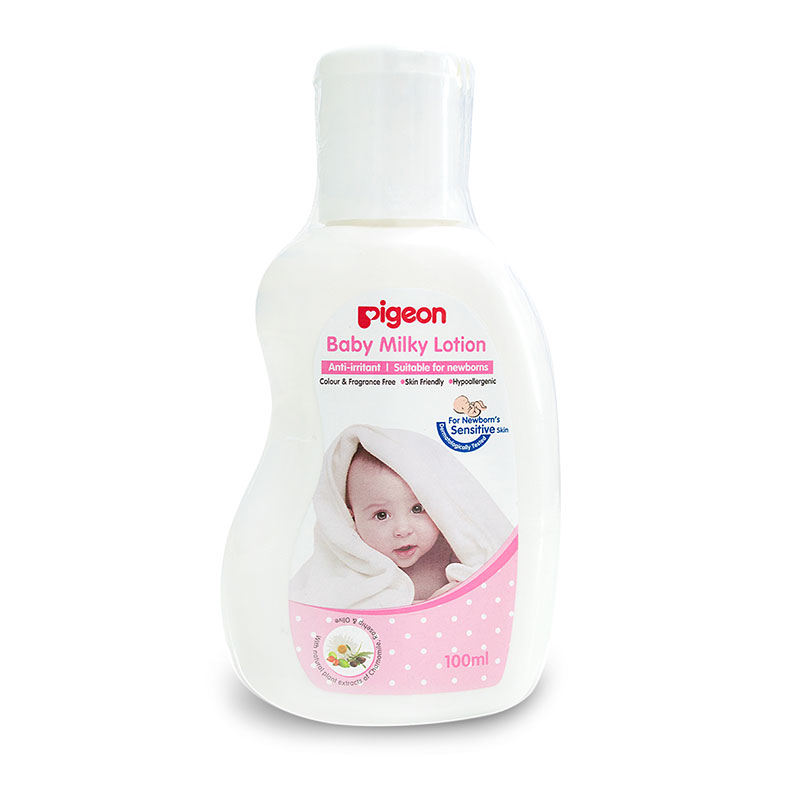 Pigeon
Baby Milky Lotion
Anti-irritant | Suitable for newborns
Colour & Fragrance Free •Skin Friendly •Hypoallergenic
For Newborn's
Sensitive Skin
Dermatologically Tested
With natural plant extracts of Chamomile, Rosehip & Olive
100ml